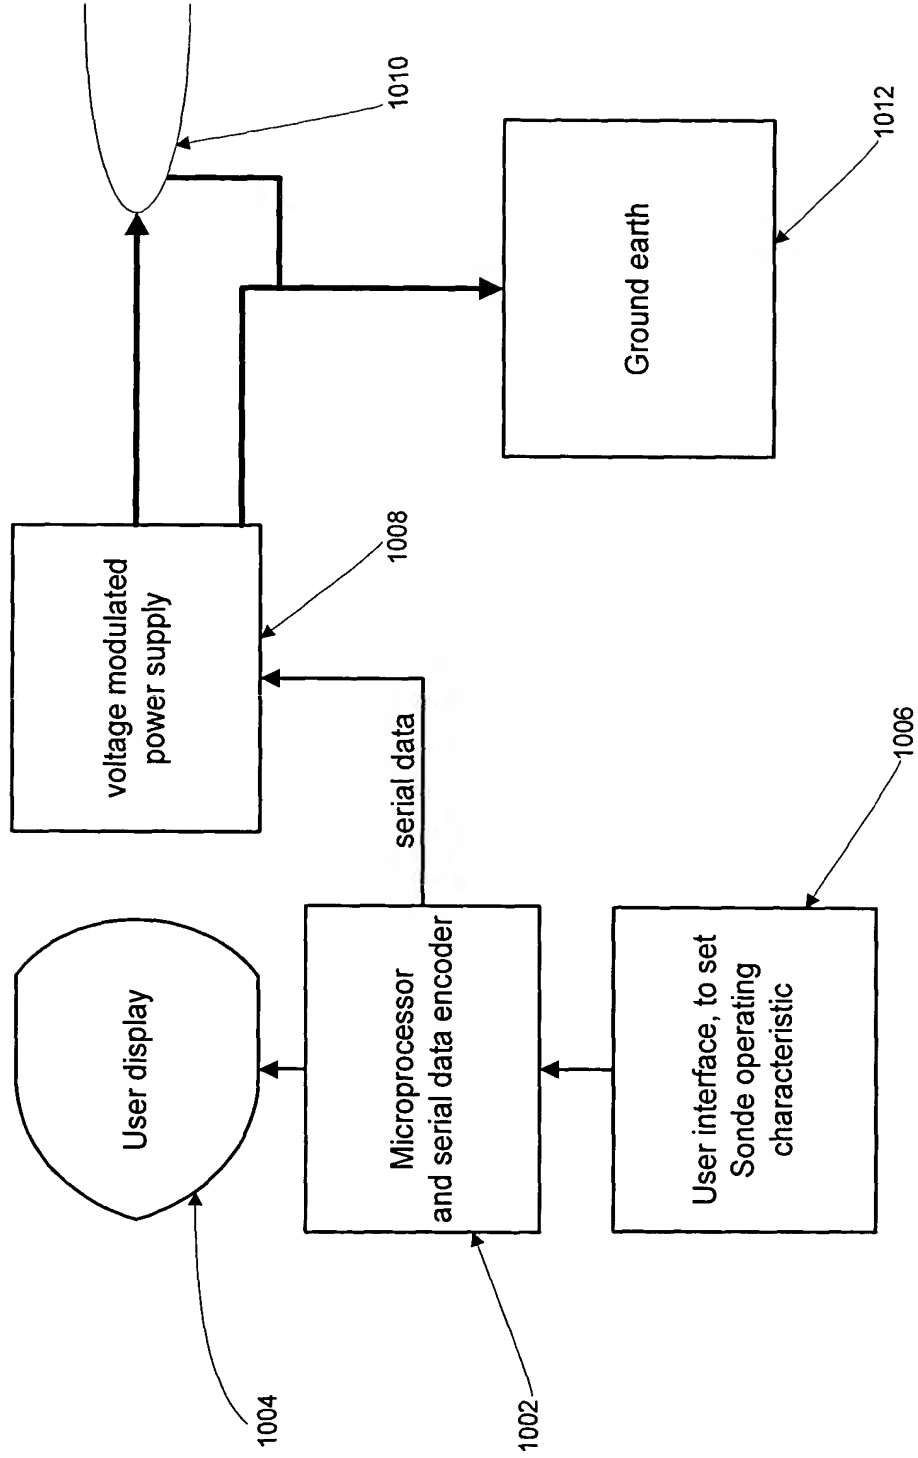 User display
voltage modulated
power supply
1010
1004
1008
serial data
Microprocessor
and serial data encoder
Ground earth
1002
1012
User interface, to set
Sonde operating
characteristic
1006